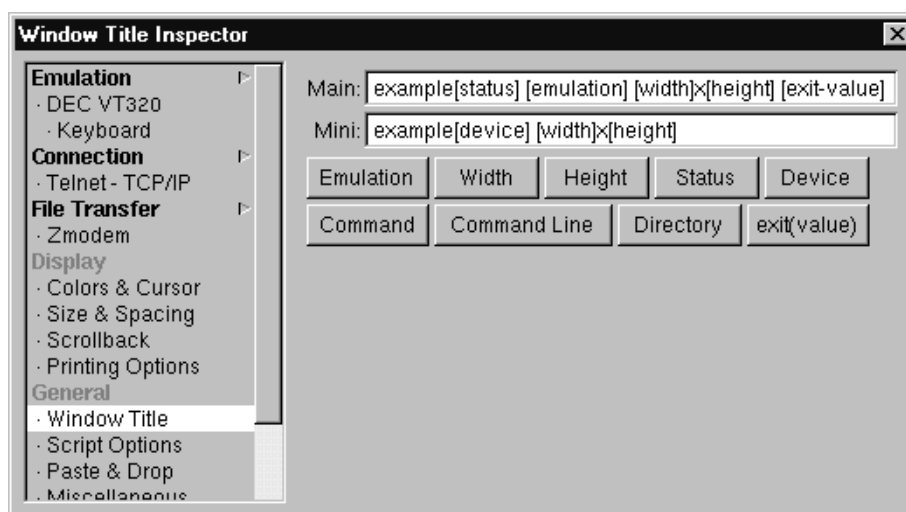 Window Title Inspector
Emulation
· DEC VT320
· Keyboard
Connection
· Telnet - TCP/IP
File Transfer
· Zmodem
Display
· Colors & Cursor
· Size & Spacing
· Scrollback
· Printing Options
General
· Window Title
· Script Options
· Paste & Drop
· Miscellaneous
Main: example[status] [emulation] [width]x[height] [exit-value]
Mini: example[device] [width]x[height]
Emulation Width Height Status Device
Command Command Line Directory exit(value)